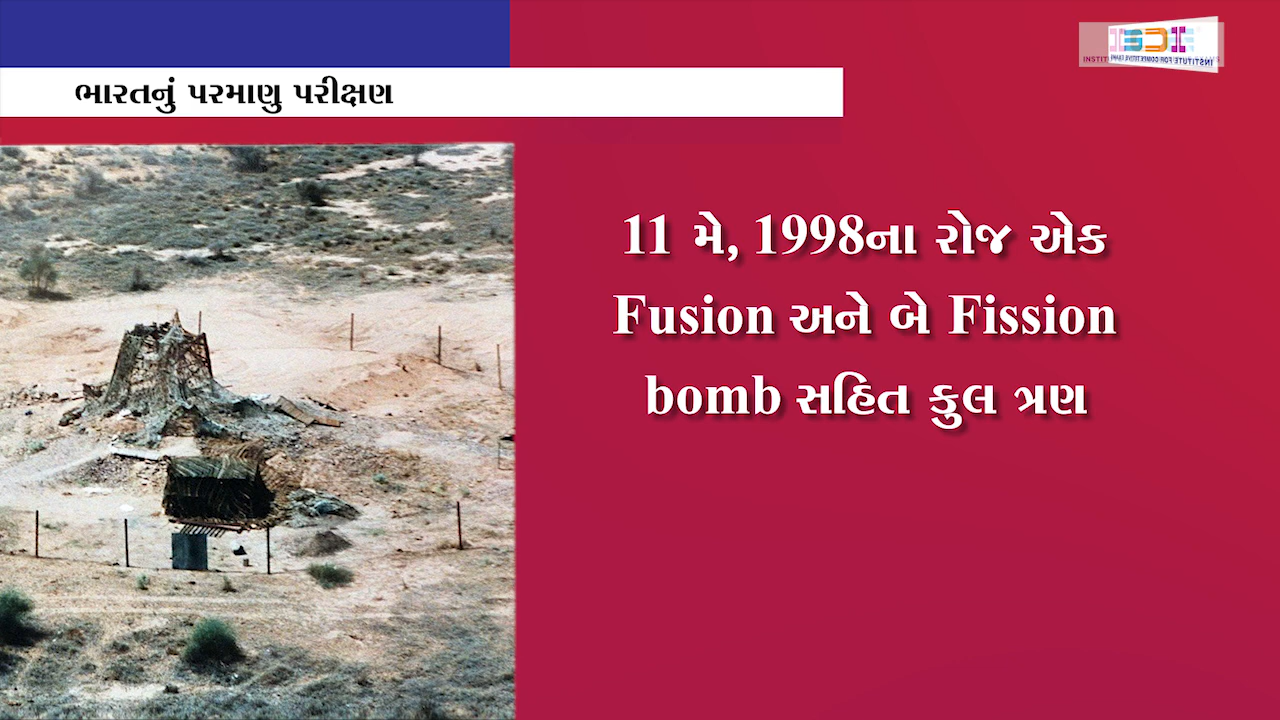 ભારતનું પરમાણુ પરીક્ષણ
11 મે, 1998ના રોજ એક
Fusion અને બે Fission
bomb સહિત કુલ ત્રણ